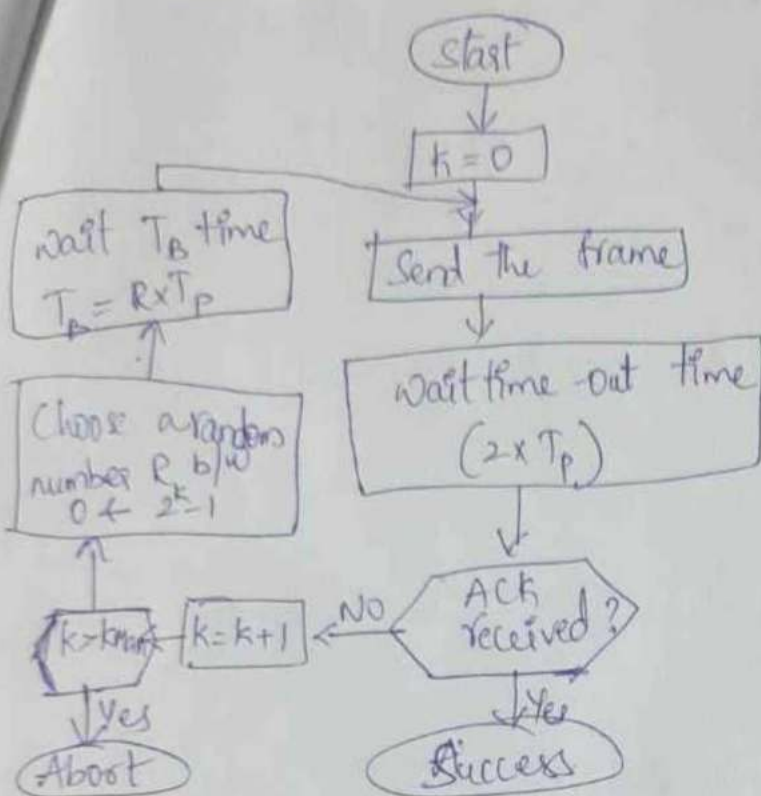 Start
k = 0
Send the frame
Wait time-out time
(2 x Tp)
ACK
received?
Yes
Success
NO
k = k+1
k > kmax
Yes
Abort
Choose a random
number R b/w
0 & 2^k-1
wait TB time
TB = R x Tp